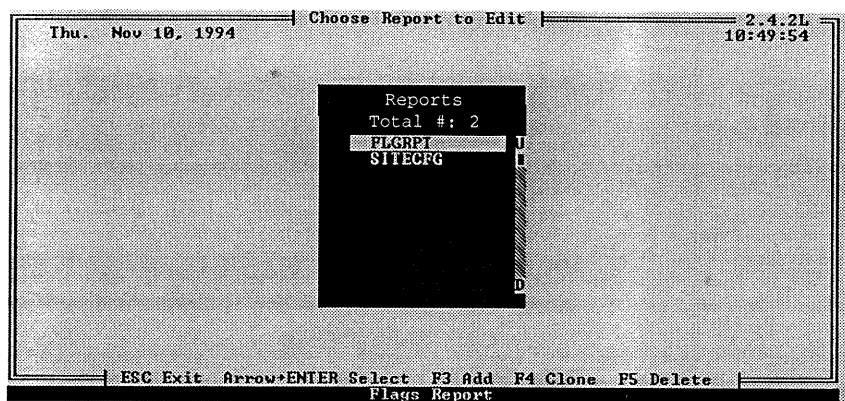 Choose Report to Edit
2.4.2L
Thu. Nov 10, 1994
10:49:54
Reports
Total #: 2
FLGRPT
U
SITECFG
D
ESC Exit Arrow→ENTER Select F3 Add F4 Clone F5 Delete
Flags Report